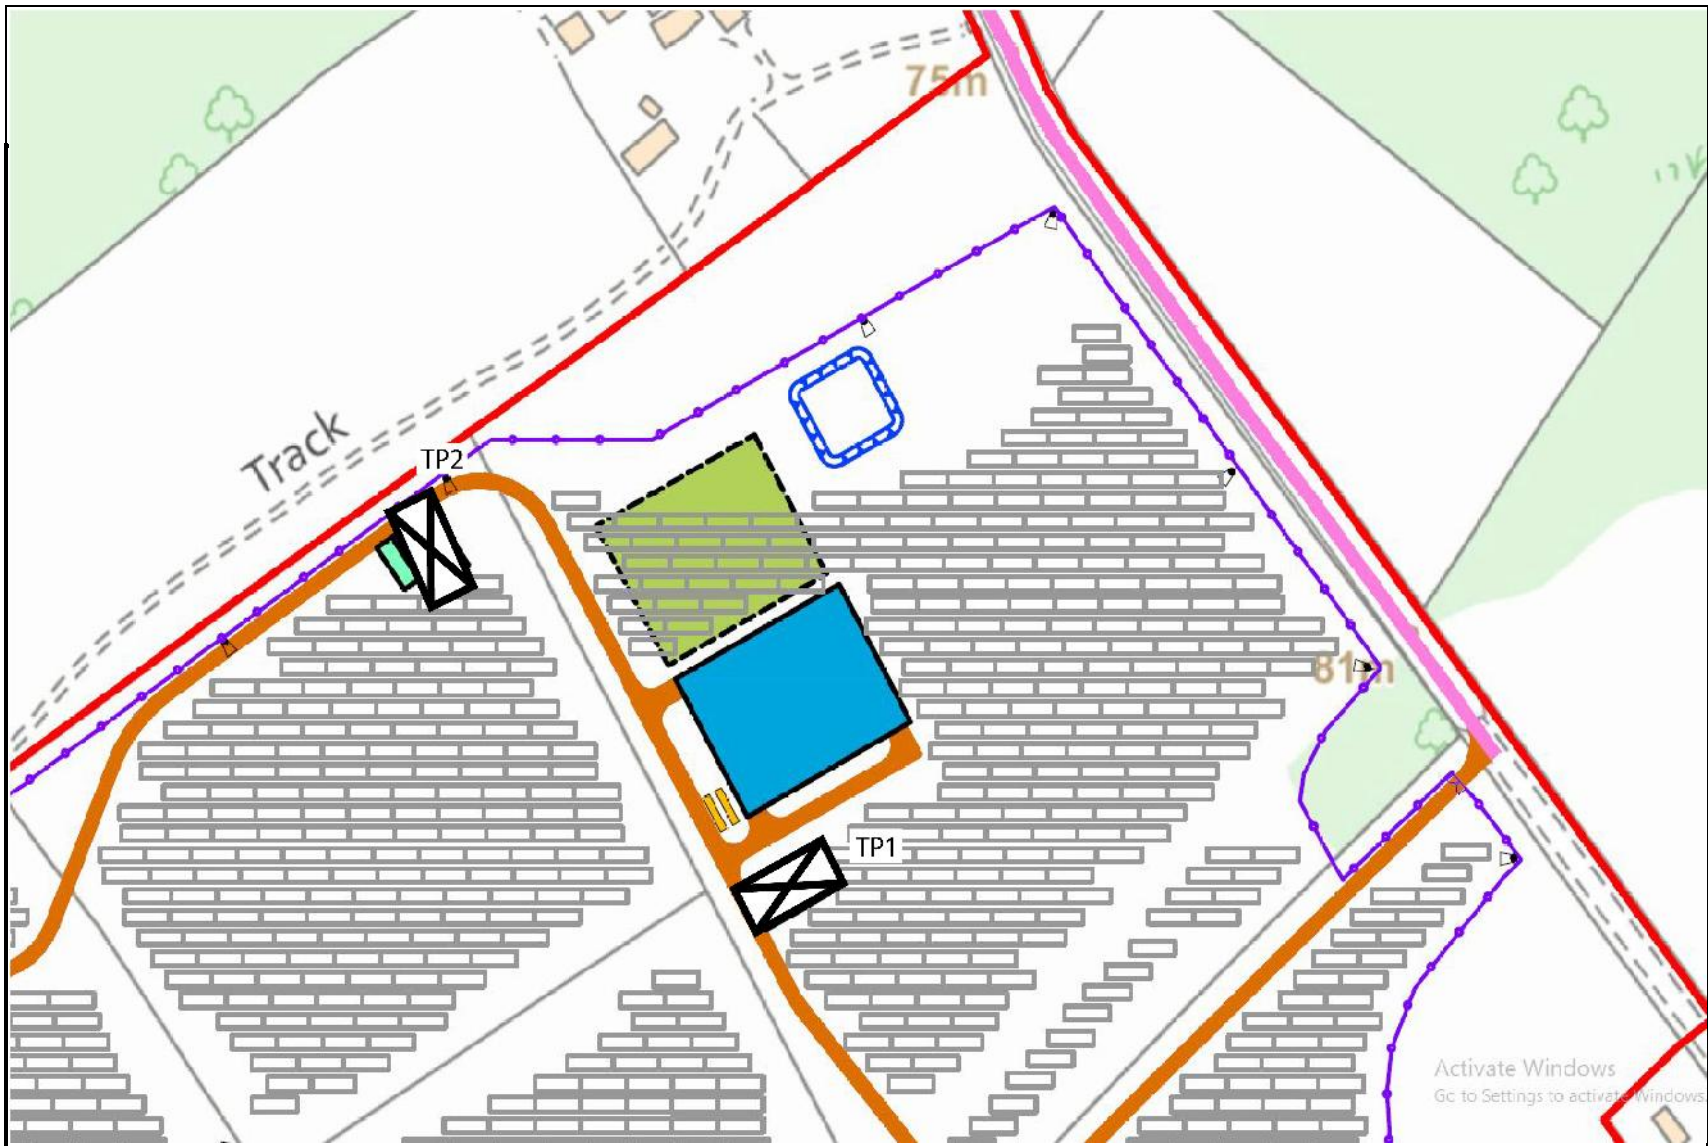 75m
Track
TP2
81m
TP1
Activate Windows
Go to Settings to activate Windows.